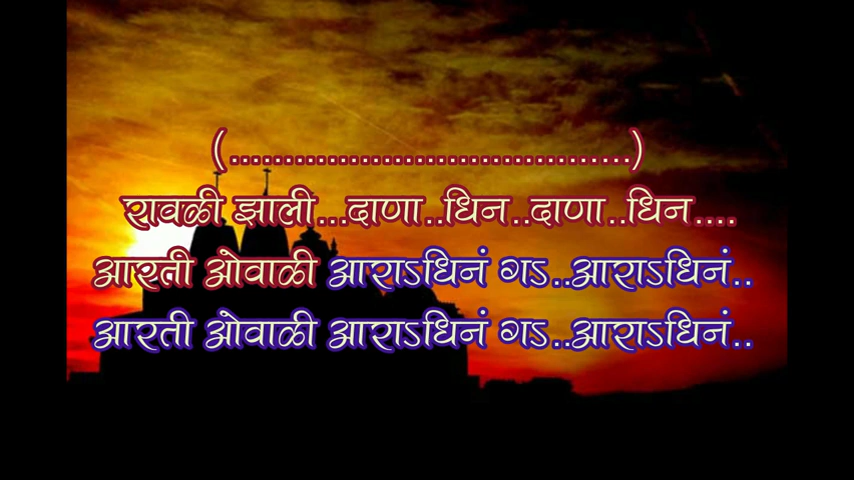 (.....................................)
रावळी झाली...दाणा..धिन..दाणा..धिन....
आरती ओवाळी आराऽधिनं गऽ..आराऽधिनं..
आरती ओवाळी आराऽधिनं गऽ..आराऽधिनं..